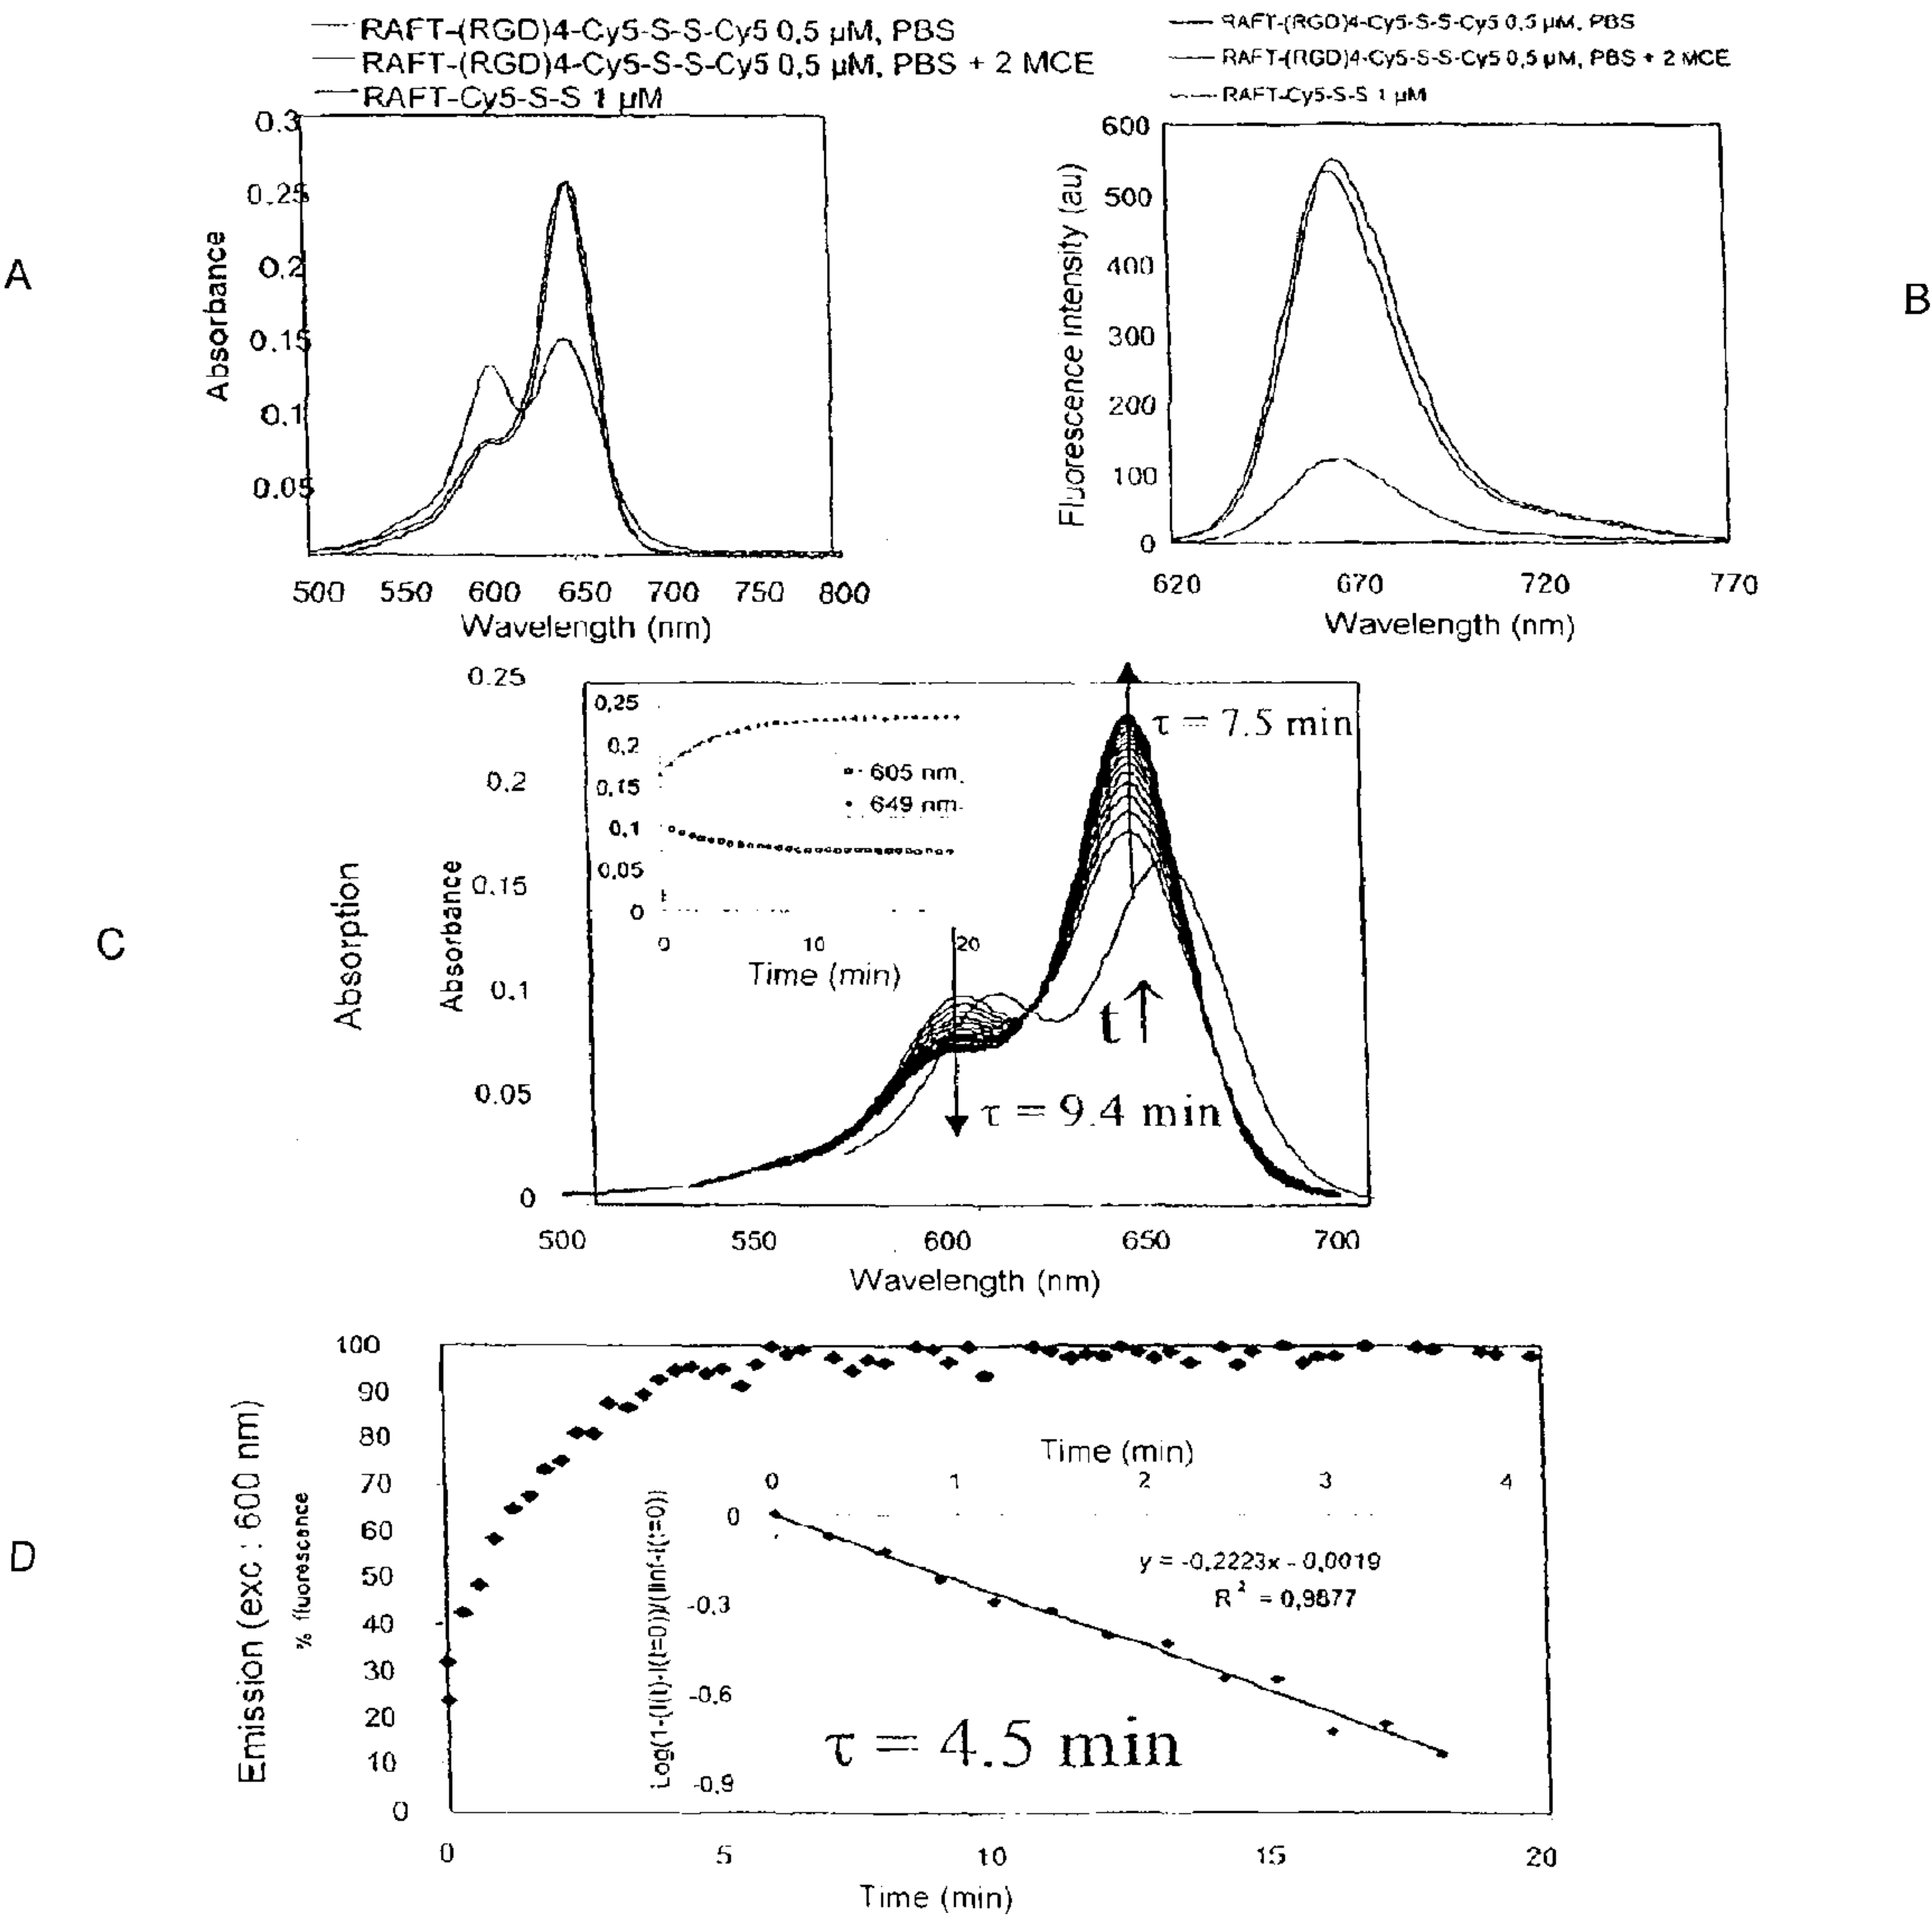 RAFT-(RGD)4-Cy5-S-S-Cy5 0,5 µM, PBS
RAFT-(RGD)4-Cy5-S-S-Cy5 0,5 µM, PBS + 2 MCE
RAFT-Cy5-S-S 1 µM
0.3
0.25
0.2
0.15
0.1
0.05
Absorbance
500 550 600 650 700 750 800
Wavelength (nm)
A
RAFT-(RGD)4-Cy5-S-S-Cy5 0,5 µM, PBS
RAFT-(RGD)4-Cy5-S-S-Cy5 0,5 µM, PBS + 2 MCE
RAFT-Cy5-S-S 1 µM
600
500
400
300
200
100
0
Fluorescence intensity (au)
620 670 720 770
Wavelength (nm)
B
C
Absorption
Absorbance
0.25
0.2
0.15
0.1
0.05
0
500 550 600 650 700
Wavelength (nm)
0,25
0,2
0,15
0,1
0,05
0
0 10 20
Time (min)
605 nm
649 nm
τ = 7.5 min
t↑
τ = 9.4 min
D
Emission (exc : 600 nm)
% fluorescence
100
90
80
70
60
50
40
30
20
10
0
0 5 10 15 20
Time (min)
Time (min)
0 1 2 3 4
0
-0,3
-0,6
-0,9
Log(1-(I(t)-I(t=0))/(Iinf-I(t=0))
y = -0,2223x - 0,0019
R² = 0,9877
τ = 4.5 min